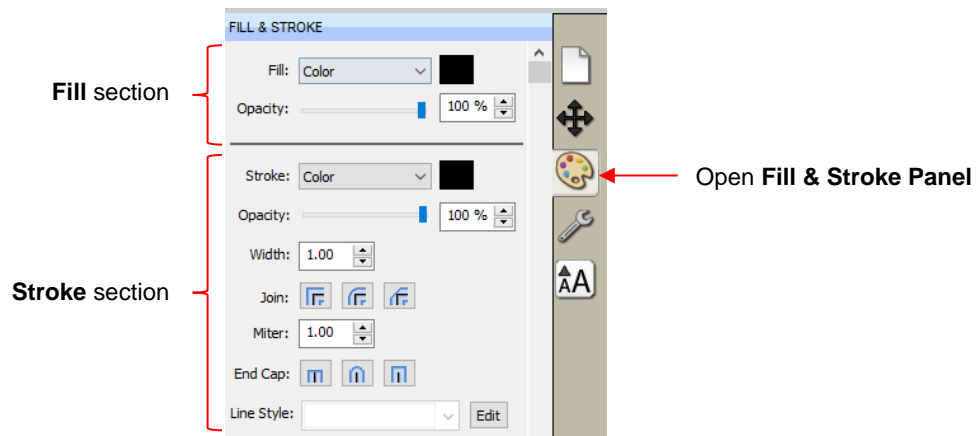 FILL & STROKE
Fill section
Fill: Color
Opacity: 100 %
Stroke: Color
Open Fill & Stroke Panel
Opacity: 100 %
Width: 1.00
Stroke section
Join:
Miter: 1.00
End Cap:
Line Style: Edit
AA